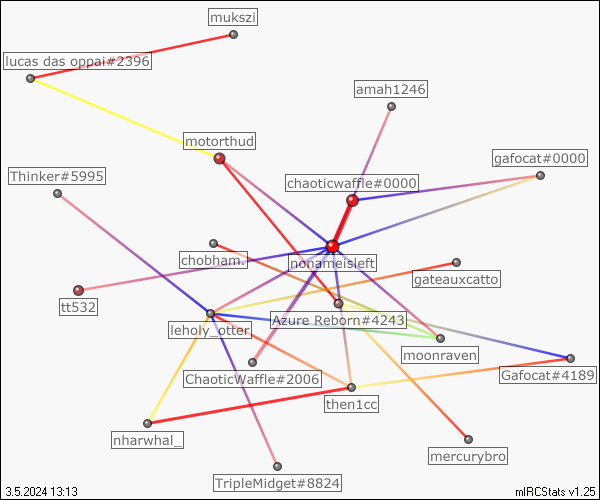 mukszi
lucas das oppai#2396
amah1246
motorthud
gafocat#0000
Thinker#5995
chaoticwaffle#0000
chobham.
nonameisleft
gateauxcatto
tt532
leholy_otter
Azure Reborn#4243
moonraven
ChaoticWaffle#2006
Gafocat#4189
then1cc
nharwhal_
mercurybro
TripleMidget#8824
3.5.2024 13:13
mIRCStats v1.25